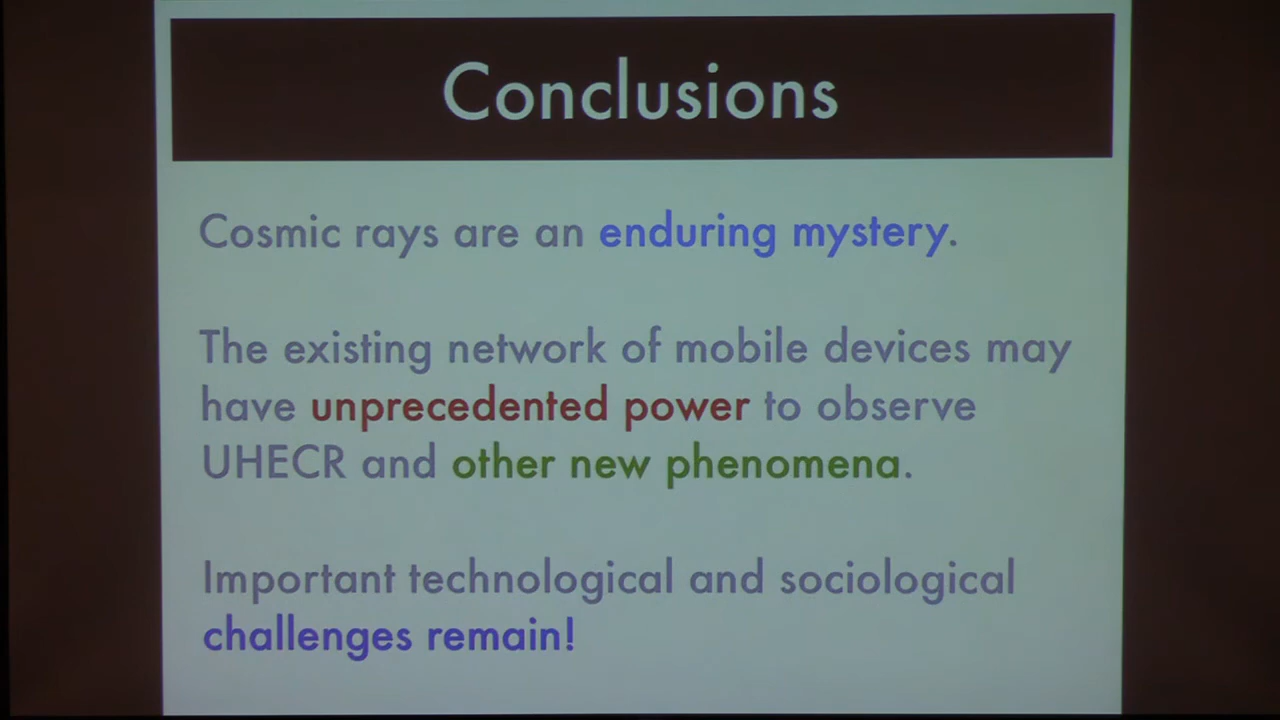 Conclusions
Cosmic rays are an enduring mystery.
The existing network of mobile devices may
have unprecedented power to observe
UHECR and other new phenomena.
Important technological and sociological
challenges remain!